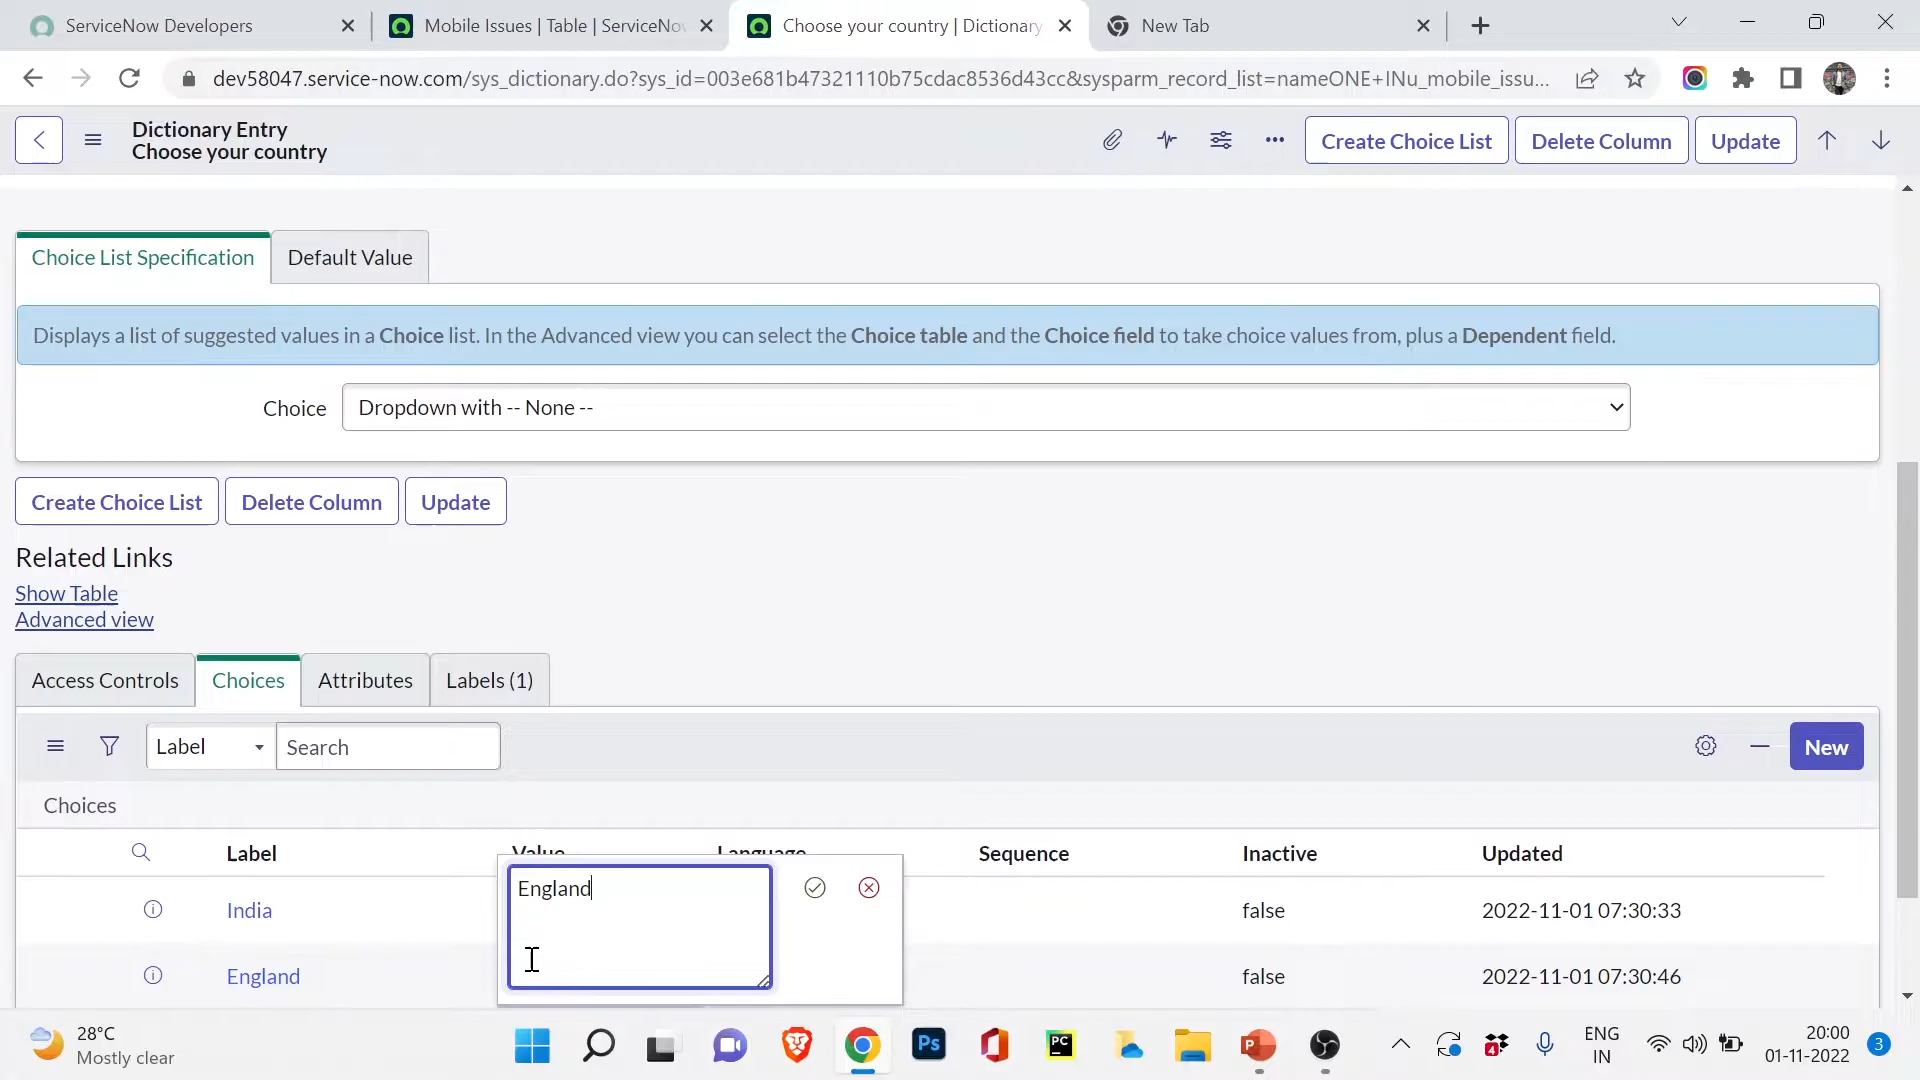 ServiceNow Developers
Mobile Issues | Table | ServiceNo
Choose your country | Dictionary
New Tab
dev58047.service-now.com/sys_dictionary.do?sys_id=003e681b47321110b75cdac8536d43cc&sysparm_record_list=nameONE+INu_mobile_issu...
Dictionary Entry
Choose your country
Create Choice List
Delete Column
Update
Choice List Specification
Default Value
Displays a list of suggested values in a Choice list. In the Advanced view you can select the Choice table and the Choice field to take choice values from, plus a Dependent field.
Choice
Dropdown with -- None --
Create Choice List
Delete Column
Update
Related Links
Show Table
Advanced view
Access Controls
Choices
Attributes
Labels (1)
Label
Search
New
Choices
Label
Value
Language
Sequence
Inactive
Updated
England
India
false
2022-11-01 07:30:33
England
false
2022-11-01 07:30:46
28°C
Mostly clear
Ps
PC
P
4
ENG
IN
20:00
01-11-2022
3